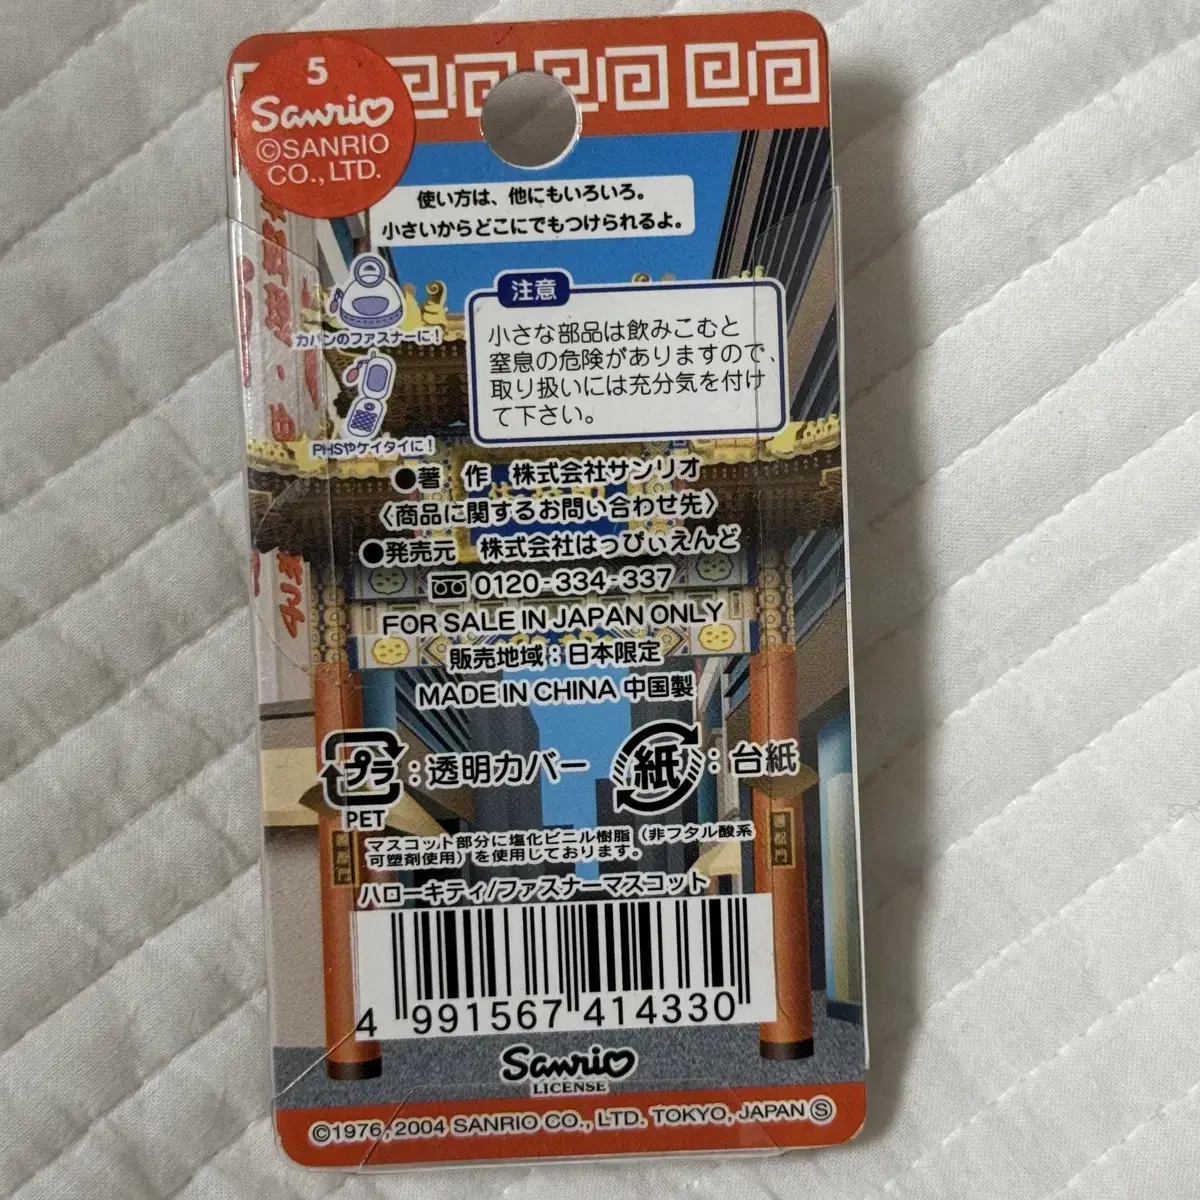 5
Sanrio
©SANRIO
CO., LTD.
使い方は、他にもいろいろ。
小さいからどこにでもつけられるよ。
カバンのファスナーに!
PHSやケイタイに!
注意
小さな部品は飲みこむと
窒息の危険がありますので、
取り扱いには充分気を付け
て下さい。
●著 作 株式会社サンリオ
〈商品に関するお問い合わせ先〉
●発売元 株式会社はっぴぃえんど
0120-334-337
FOR SALE IN JAPAN ONLY
販売地域:日本限定
MADE IN CHINA 中国製
プラ:透明カバー
PET
紙:台紙
マスコット部分に塩化ビニル樹脂(非フタル酸系
可塑剤使用)を使用しております。
ハローキティ/ファスナーマスコット
4 991567 414330
Sanrio
LICENSE
©1976, 2004 SANRIO CO., LTD. TOKYO, JAPAN Ⓢ